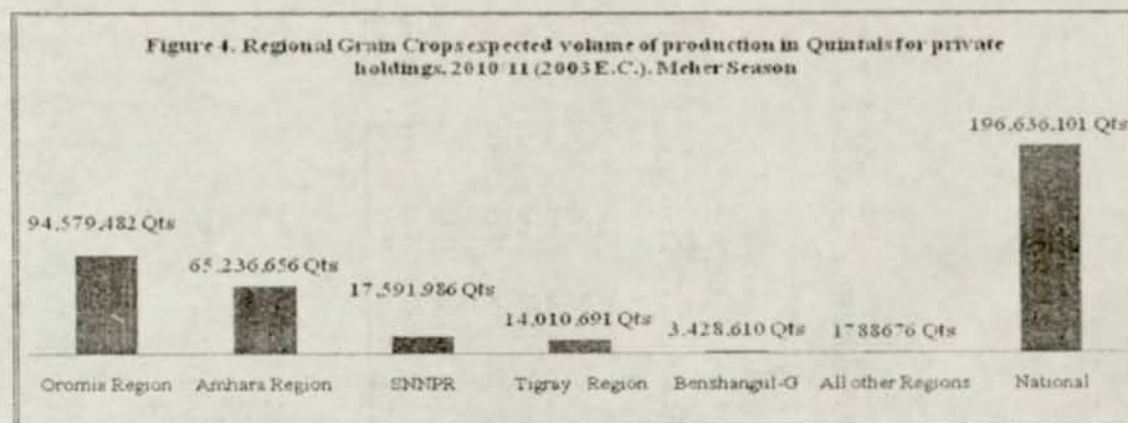 Figure 4. Regional Grain Crops expected volume of production in Quintals for private
holdings. 2010 11 (2003 E.C.). Meher Season
196,636,101 Qts
94,579,482 Qts
65,236,656 Qts
17,591,986 Qts
14,010,691 Qts
3,428,610 Qts
1788676 Qts
Oromia Region
Amhara Region
SNNPR
Tigray Region
Benshangul-G
All other Regions
National